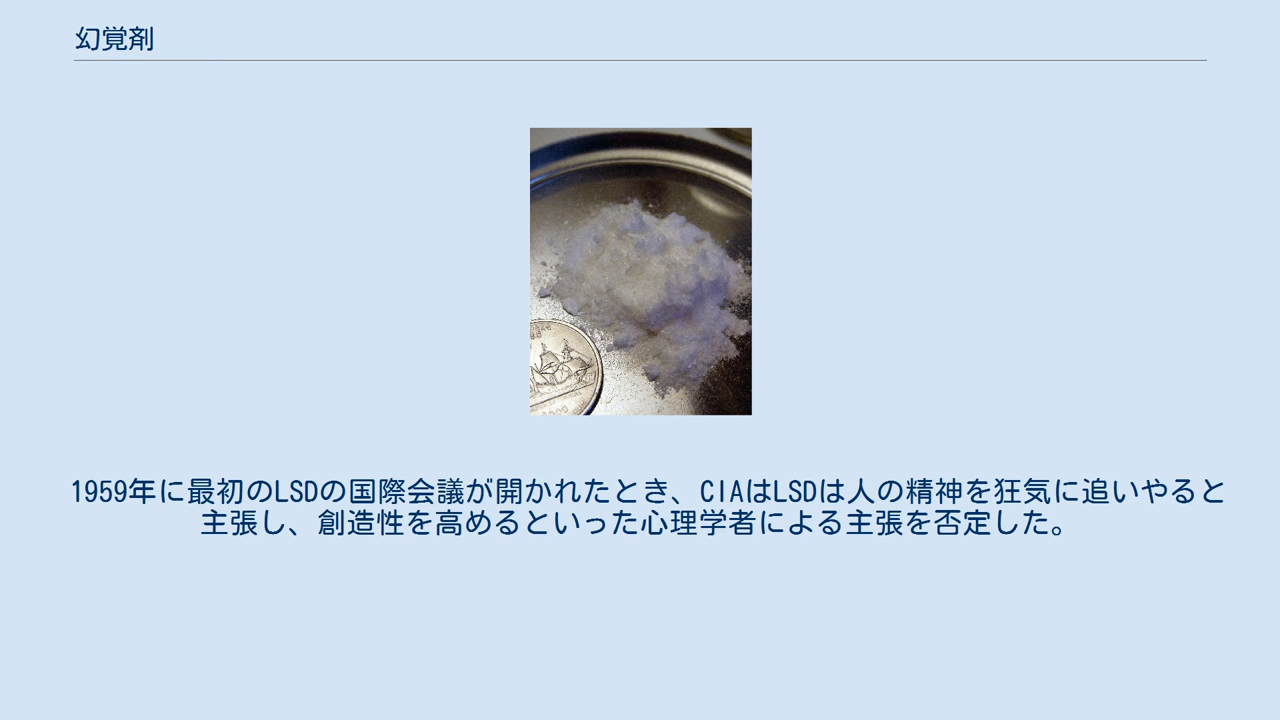 幻覚剤
1959年に最初のLSDの国際会議が開かれたとき、CIAはLSDは人の精神を狂気に追いやると
主張し、創造性を高めるといった心理学者による主張を否定した。